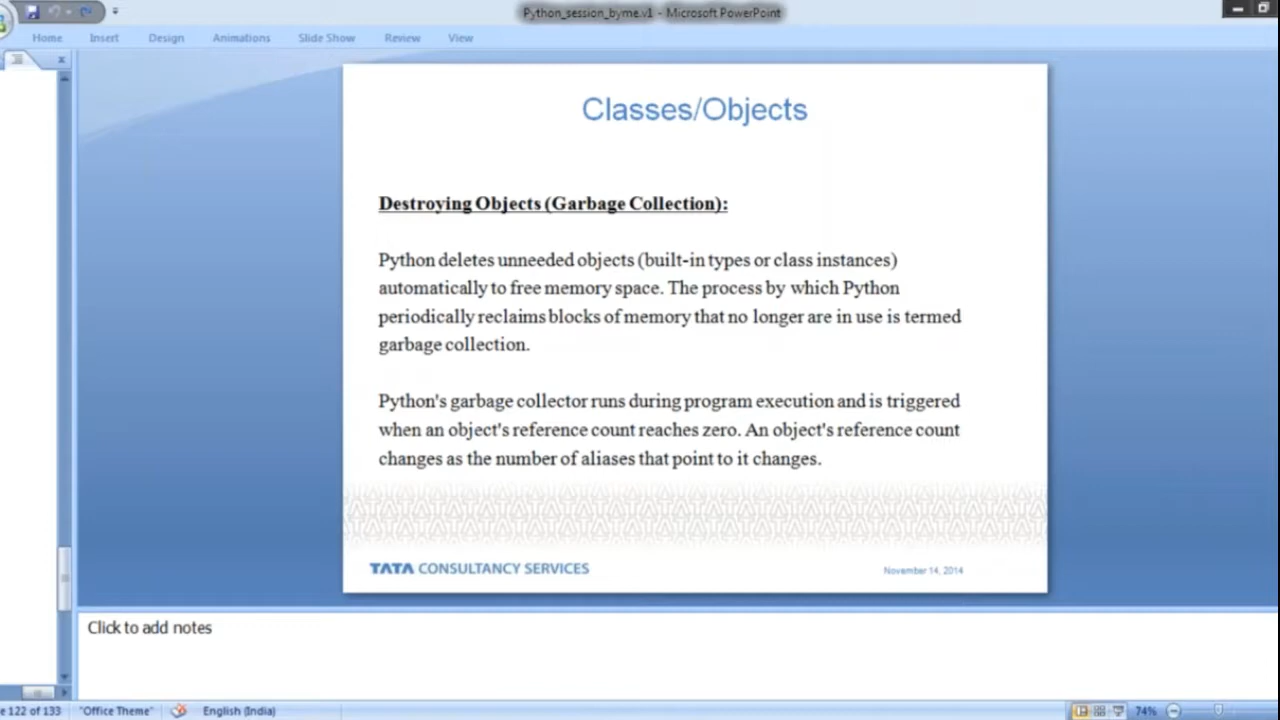 Python_session_byme.v1 - Microsoft PowerPoint
Home Insert Design Animations Slide Show Review View
Classes/Objects
Destroying Objects (Garbage Collection):
Python deletes unneeded objects (built-in types or class instances)
automatically to free memory space. The process by which Python
periodically reclaims blocks of memory that no longer are in use is termed
garbage collection.
Python's garbage collector runs during program execution and is triggered
when an object's reference count reaches zero. An object's reference count
changes as the number of aliases that point to it changes.
TATA CONSULTANCY SERVICES
November 14, 2014
Click to add notes
e 122 of 133 "Office Theme" English (India) 74%